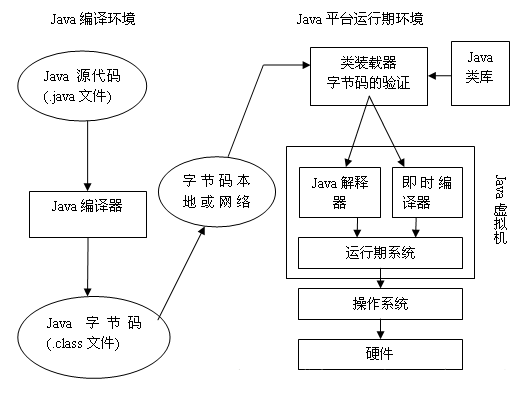 Java 编译环境
Java 源代码
(.java 文件)
Java 编译器
Java 字节码
(.class 文件)
字节码本
地或网络
Java 平台运行期环境
类装载器
字节码的验证
Java
类库
Java 解释
器
即时编
译器
运行期系统
Java 虚拟机
操作系统
硬件